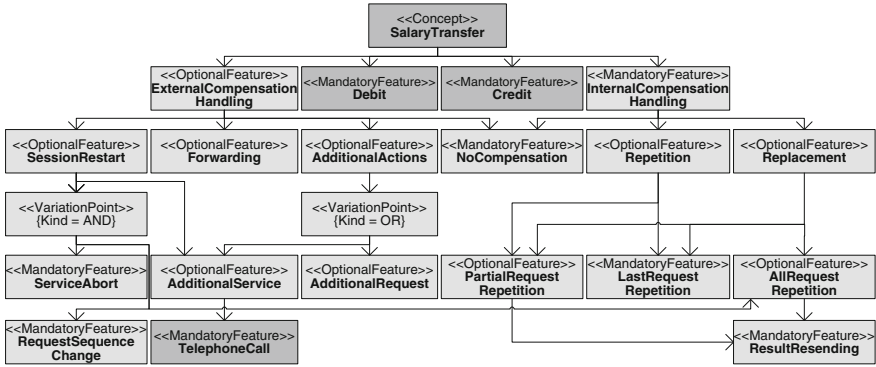 <<Concept>>
SalaryTransfer
<<OptionalFeature>>
ExternalCompensation
Handling
<<MandatoryFeature>>
Debit
<<MandatoryFeature>>
Credit
<<MandatoryFeature>>
InternalCompensation
Handling
<<OptionalFeature>>
SessionRestart
<<OptionalFeature>>
Forwarding
<<OptionalFeature>>
AdditionalActions
<<MandatoryFeature>>
NoCompensation
<<OptionalFeature>>
Repetition
<<OptionalFeature>>
Replacement
<<VariationPoint>>
{Kind = AND}
<<VariationPoint>>
{Kind = OR}
<<MandatoryFeature>>
ServiceAbort
<<OptionalFeature>>
AdditionalService
<<OptionalFeature>>
AdditionalRequest
<<OptionalFeature>>
PartialRequest
Repetition
<<MandatoryFeature>>
LastRequest
Repetition
<<OptionalFeature>>
AllRequest
Repetition
<<MandatoryFeature>>
RequestSequence
Change
<<MandatoryFeature>>
TelephoneCall
<<MandatoryFeature>>
ResultResending